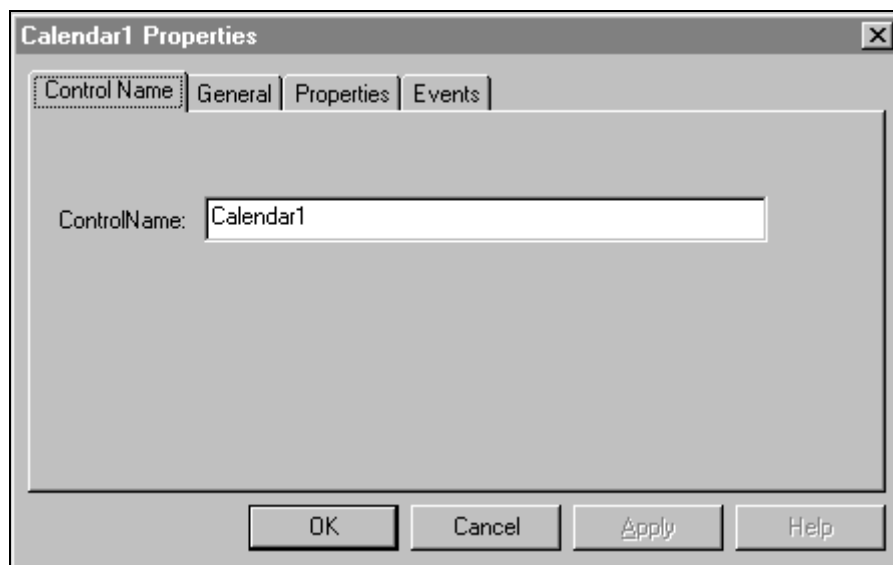 Calendar1 Properties
Control Name General Properties Events
ControlName: Calendar1
OK Cancel Apply Help